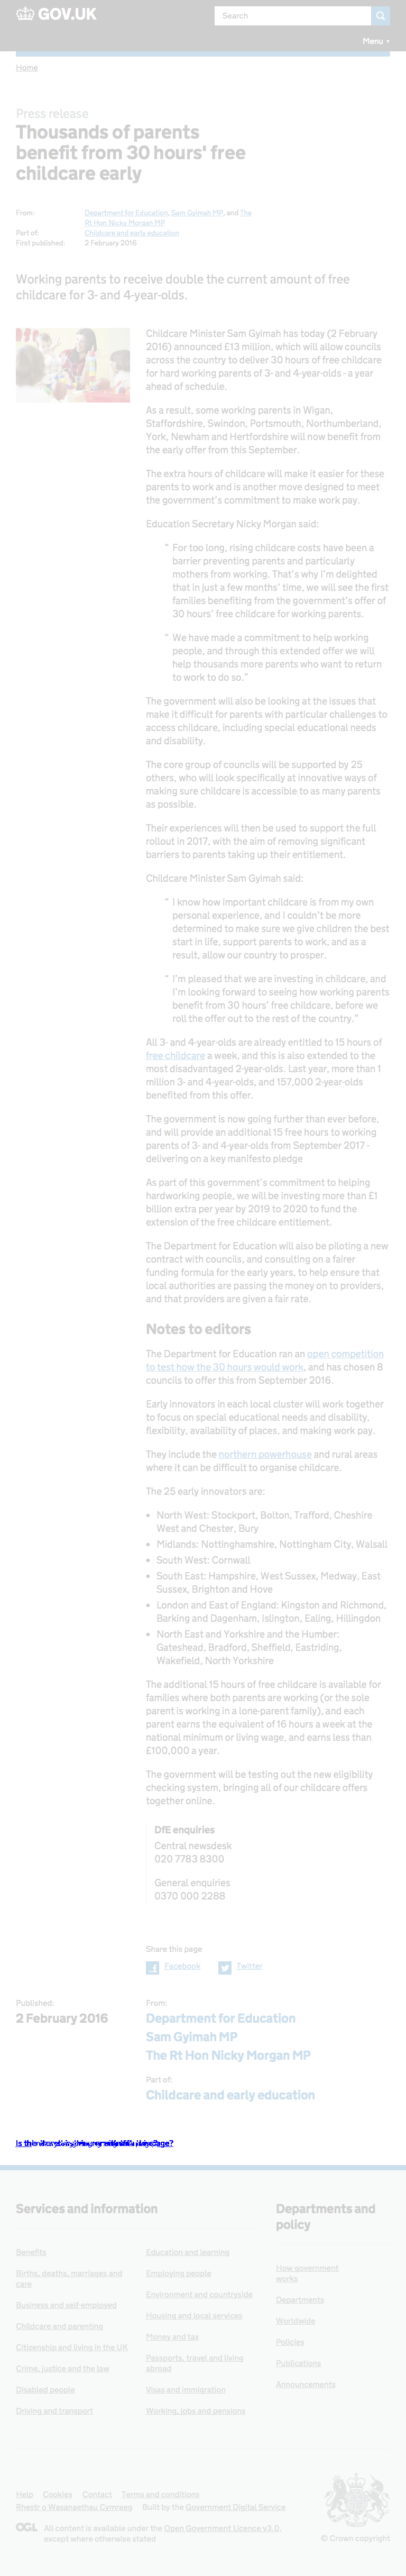 GOV.UK
Search
Menu ▼
Home
Press release
Thousands of parents
benefit from 30 hours' free
childcare early
From: Department for Education, Sam Gyimah MP, and The
Rt Hon Nicky Morgan MP
Part of: Childcare and early education
First published: 2 February 2016
Working parents to receive double the current amount of free
childcare for 3- and 4-year-olds.
Childcare Minister Sam Gyimah has today (2 February
2016) announced £13 million, which will allow councils
across the country to deliver 30 hours of free childcare
for hard working parents of 3- and 4-year-olds - a year
ahead of schedule.
As a result, some working parents in Wigan,
Staffordshire, Swindon, Portsmouth, Northumberland,
York, Newham and Hertfordshire will now benefit from
the early offer from this September.
The extra hours of childcare will make it easier for these
parents to work and is another move designed to meet
the government's commitment to make work pay.
Education Secretary Nicky Morgan said:
“ For too long, rising childcare costs have been a
barrier preventing parents and particularly
mothers from working. That's why I'm delighted
that in just a few months' time, we will see the first
families benefiting from the government's offer of
30 hours' free childcare for working parents.
“ We have made a commitment to help working
people, and through this extended offer we will
help thousands more parents who want to return
to work to do so.”
The government will also be looking at the issues that
make it difficult for parents with particular challenges to
access childcare, including special educational needs
and disability.
The core group of councils will be supported by 25
others, who will look specifically at innovative ways of
making sure childcare is accessible to as many parents
as possible.
Their experiences will then be used to support the full
rollout in 2017, with the aim of removing significant
barriers to parents taking up their entitlement.
Childcare Minister Sam Gyimah said:
“ I know how important childcare is from my own
personal experience, and I couldn't be more
determined to make sure we give children the best
start in life, support parents to work, and as a
result, allow our country to prosper.
“ I'm pleased that we are investing in childcare, and
I'm looking forward to seeing how working parents
benefit from 30 hours' free childcare, before we
roll the offer out to the rest of the country.”
All 3- and 4-year-olds are already entitled to 15 hours of
free childcare a week, and this is also extended to the
most disadvantaged 2-year-olds. Last year, more than 1
million 3- and 4-year-olds, and 157,000 2-year-olds
benefited from this offer.
The government is now going further than ever before,
and will provide an additional 15 free hours to working
parents of 3- and 4-year-olds from September 2017 -
delivering on a key manifesto pledge
As part of this government's commitment to helping
hardworking people, we will be investing more than £1
billion extra per year by 2019 to 2020 to fund the
extension of the free childcare entitlement.
The Department for Education will also be piloting a new
contract with councils, and consulting on a fairer
funding formula for the early years, to help ensure that
local authorities are passing the money on to providers,
and that providers are given a fair rate.
Notes to editors
The Department for Education ran an open competition
to test how the 30 hours would work, and has chosen 8
councils to offer this from September 2016.
Early innovators in each local cluster will work together
to focus on special educational needs and disability,
flexibility, availability of places, and making work pay.
They include the northern powerhouse and rural areas
where it can be difficult to organise childcare.
The 25 early innovators are:
• North West: Stockport, Bolton, Trafford, Cheshire
West and Chester, Bury
• Midlands: Nottinghamshire, Nottingham City, Walsall
• South West: Cornwall
• South East: Hampshire, West Sussex, Medway, East
Sussex, Brighton and Hove
• London and East of England: Kingston and Richmond,
Barking and Dagenham, Islington, Ealing, Hillingdon
• North East and Yorkshire and the Humber:
Gateshead, Bradford, Sheffield, Eastriding,
Wakefield, North Yorkshire
The additional 15 hours of free childcare is available for
families where both parents are working (or the sole
parent is working in a lone-parent family), and each
parent earns the equivalent of 16 hours a week at the
national minimum or living wage, and earns less than
£100,000 a year.
The government will be testing out the new eligibility
checking system, bringing all of our childcare offers
together online.
DfE enquiries
Central newsdesk
020 7783 8300
General enquiries
0370 000 2288
Share this page
Facebook Twitter
Published:
2 February 2016
From:
Department for Education
Sam Gyimah MP
The Rt Hon Nicky Morgan MP
Part of:
Childcare and early education
Services and information
Benefits
Births, deaths, marriages and
care
Business and self-employed
Childcare and parenting
Citizenship and living in the UK
Crime, justice and the law
Disabled people
Driving and transport
Education and learning
Employing people
Environment and countryside
Housing and local services
Money and tax
Passports, travel and living
abroad
Visas and immigration
Working, jobs and pensions
Departments and
policy
How government
works
Departments
Worldwide
Policies
Publications
Announcements
Help Cookies Contact Terms and conditions
Rhestr o Wasanaethau Cymraeg Built by the Government Digital Service
OGL All content is available under the Open Government Licence v3.0,
except where otherwise stated
© Crown copyright